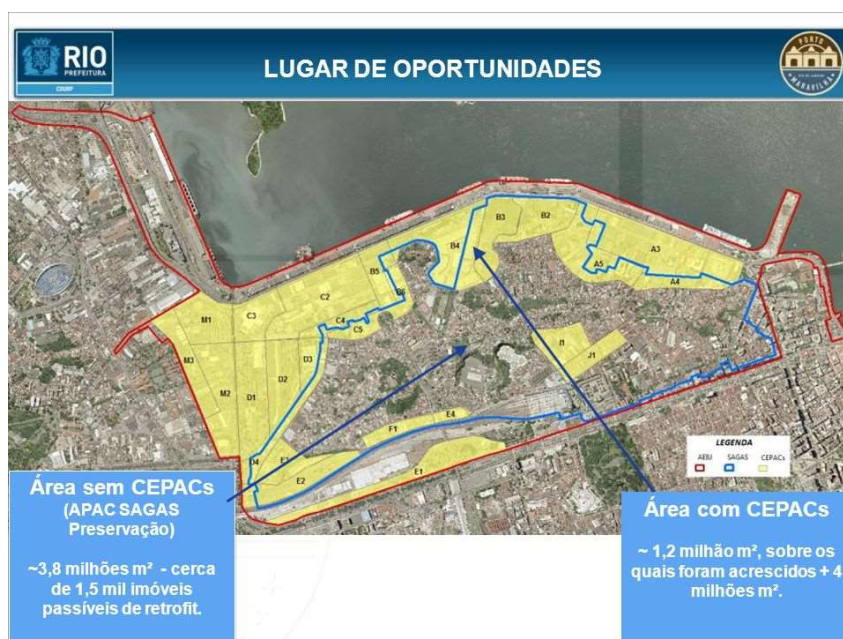 RIO
PREFEITURA
CDURP
LUGAR DE OPORTUNIDADES
PORTO
MARAVILHA
B3
B2
B4
A3
B5
A5
A4
B6
C2
M1
C3
C4
C5
M3
D3
I1
J1
D2
M2
D1
E4
F1
D4
E3
E2
E1
LEGENDA
AEIU SAGAS CEPACs
Área sem CEPACs
(APAC SAGAS
Preservação)
~3,8 milhões m² - cerca
de 1,5 mil imóveis
passíveis de retrofit.
Área com CEPACs
~ 1,2 milhão m², sobre os
quais foram acrescidos + 4
milhões m².